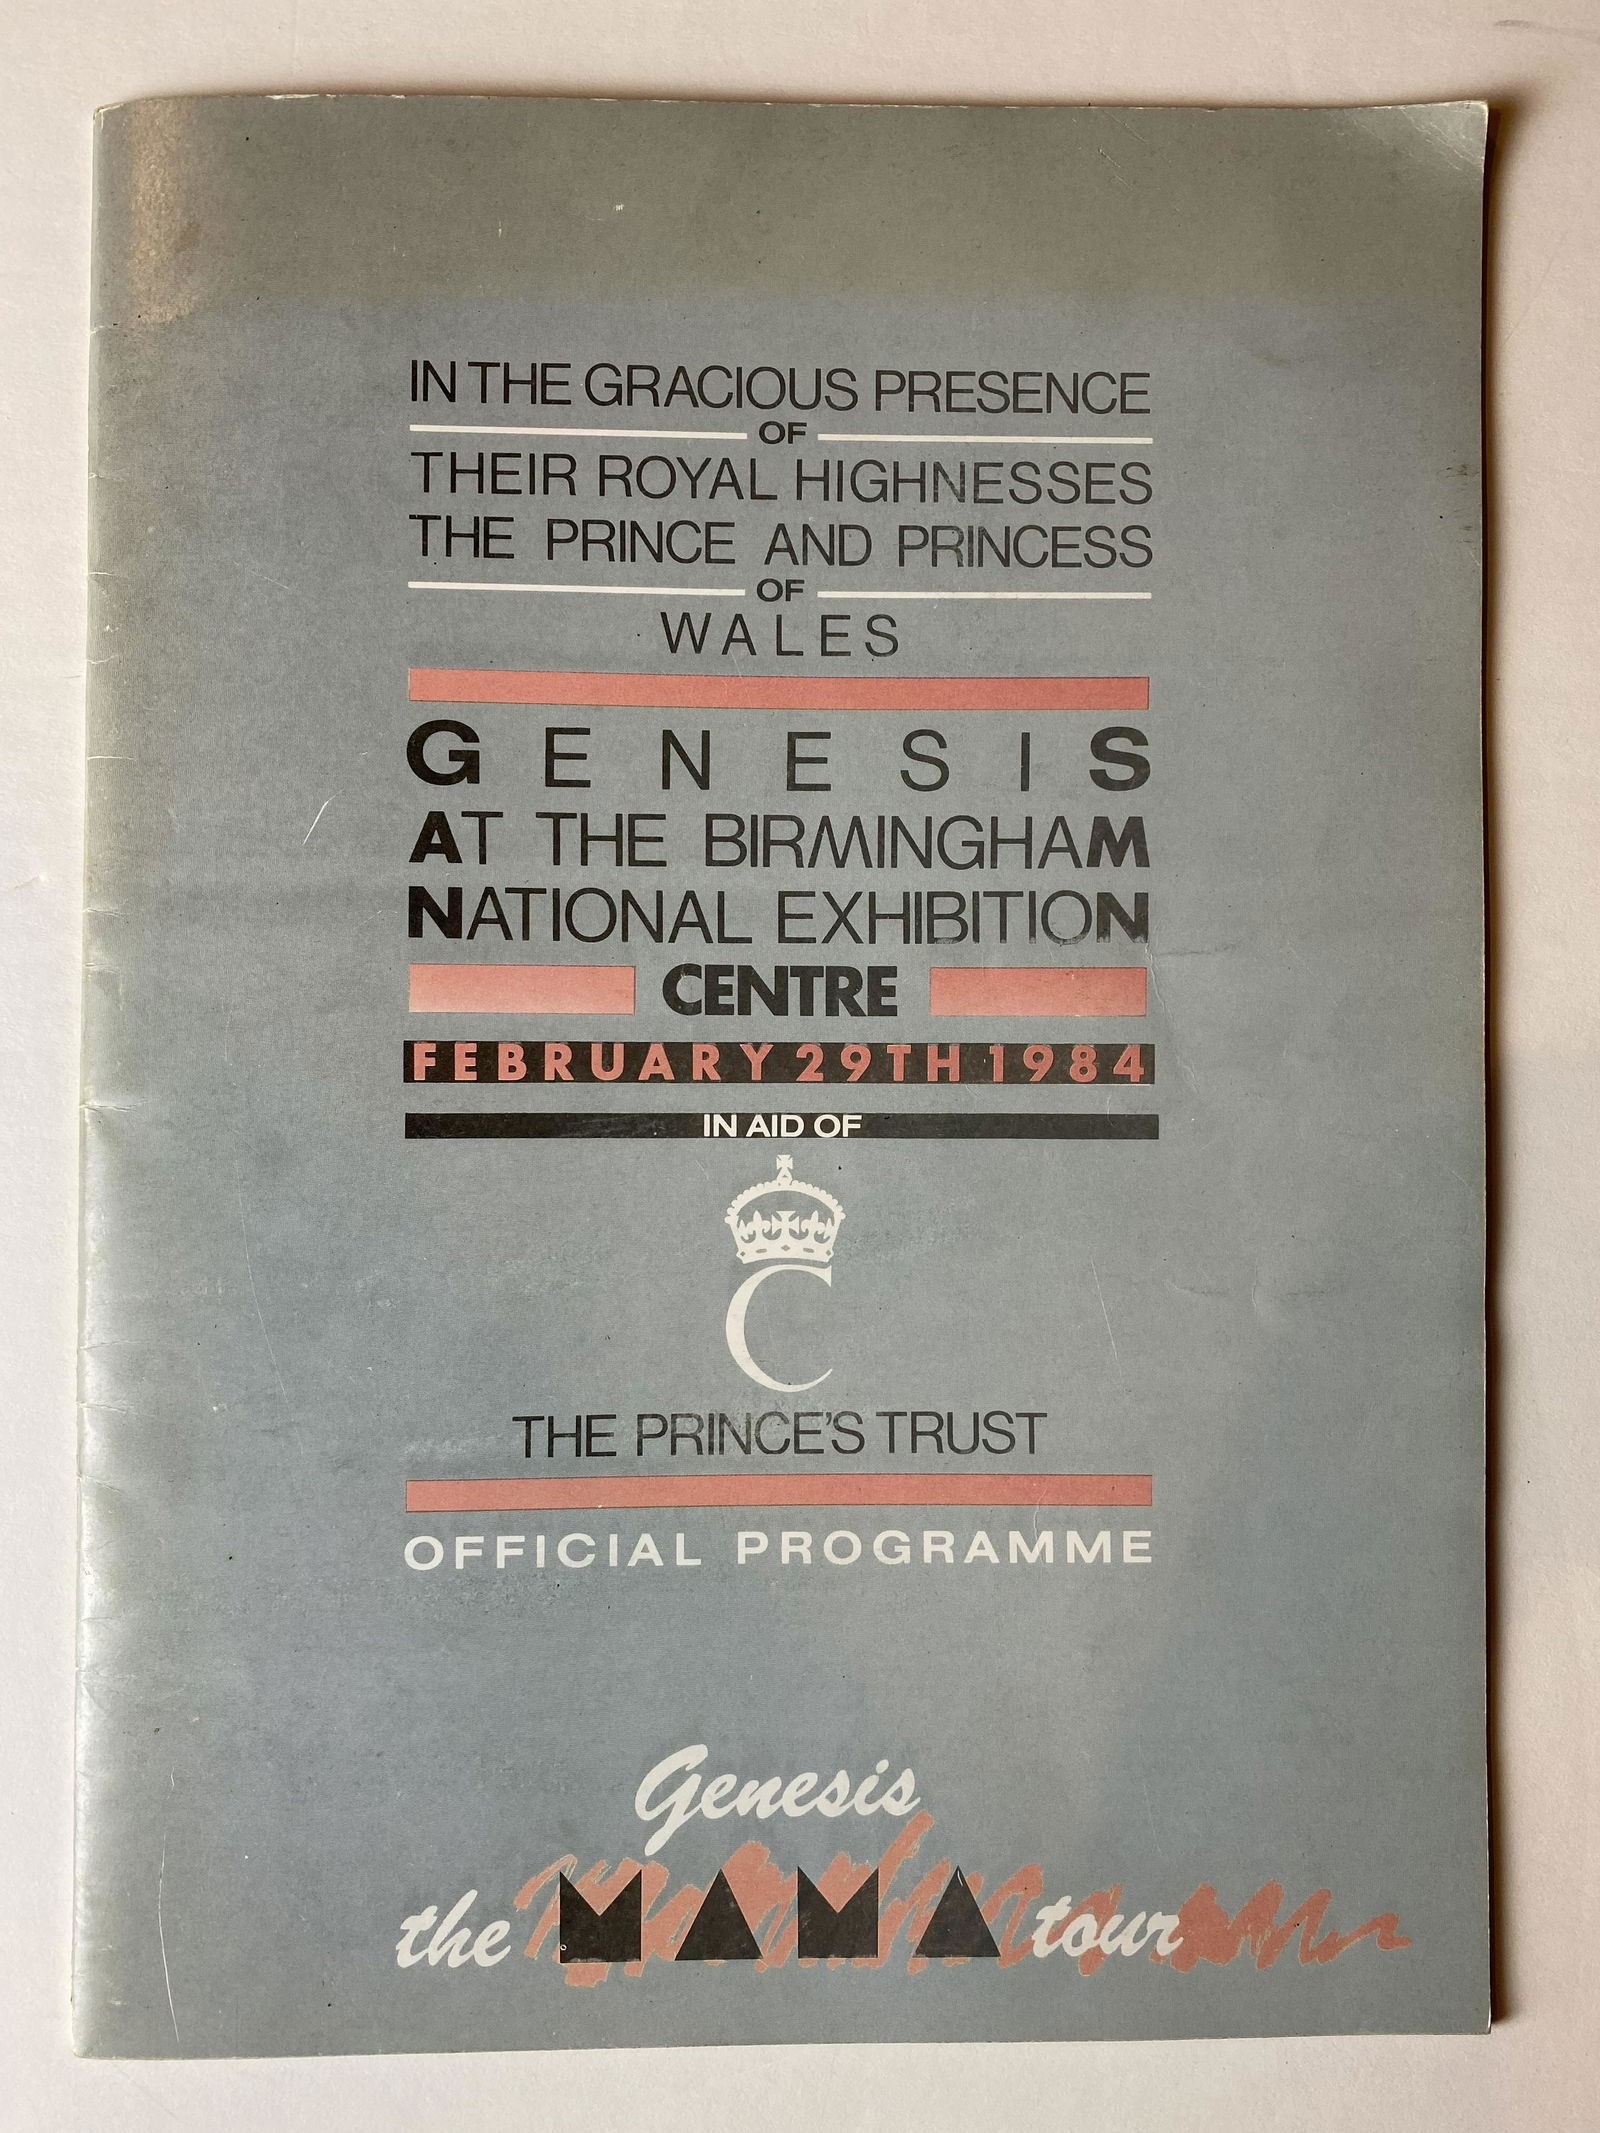 IN THE GRACIOUS PRESENCE
OF
THEIR ROYAL HIGHNESSES
THE PRINCE AND PRINCESS
OF
WALES
GENESIS
AT THE BIRMINGHAM
NATIONAL EXHIBITION
CENTRE
FEBRUARY 29TH 1984
IN AID OF
C
THE PRINCE'S TRUST
OFFICIAL PROGRAMME
Genesis
the MAMA tour